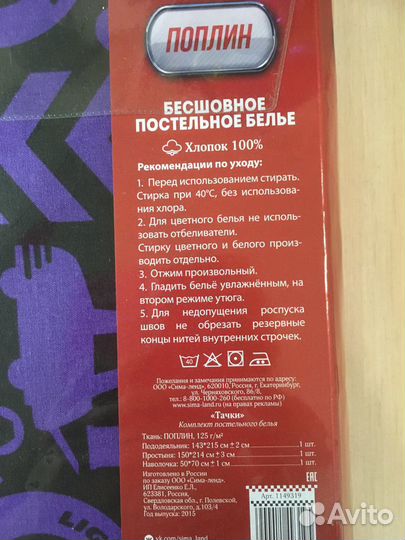 ПОПЛИН
БЕСШОВНОЕ
ПОСТЕЛЬНОЕ БЕЛЬЕ
Хлопок 100%
Рекомендации по уходу:
1. Перед использованием стирать.
Стирка при 40°С, без использова-
ния хлора.
2. Для цветного белья не исполь-
зовать отбеливатели.
Стирку цветного и белого произ-
водить отдельно.
3. Отжим произвольный.
4. Гладить бельё увлажнённым, на
втором режиме утюга.
5. Для недопущения роспуска
швов не обрезать резервные
концы нитей внутренних строчек.
40
Пожелания и замечания принимаются по адресу:
ООО «Сима-ленд», 620010, Россия, г. Екатеринбург,
ул. Черняховского, 86/8
тел.: 8-800-1000-260 (бесплатно по РФ)
www.sima-land.ru (на правах рекламы)
«Тачки»
Комплект постельного белья
Ткань: ПОПЛИН, 125 г/м²
Пододеяльник: 143*215 см ± 2 см 1 шт.
Простыня: 150*214 см ± 3 см 1 шт.
Наволочка: 50*70 см ± 1 см 1 шт.
Изготовлено в России
по заказу ООО «Сима-ленд»,
ИП Елисеенко Е.Л.,
623381, Россия,
Свердловская обл., г. Полевской,
ул. Володарского, д.103/4
Год выпуска: 2015
EAC
Арт. 1149319
vk.com/sima_land
LIG
Avito